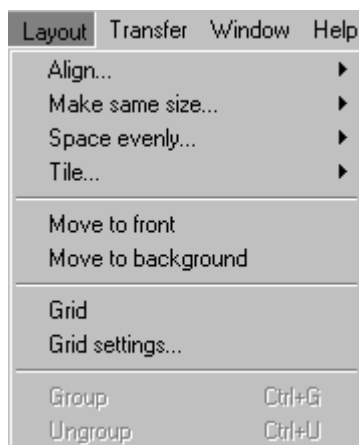 Layout Transfer Window Help
Align...
Make same size...
Space evenly...
Tile...
Move to front
Move to background
Grid
Grid settings...
Group Ctrl+G
Ungroup Ctrl+U